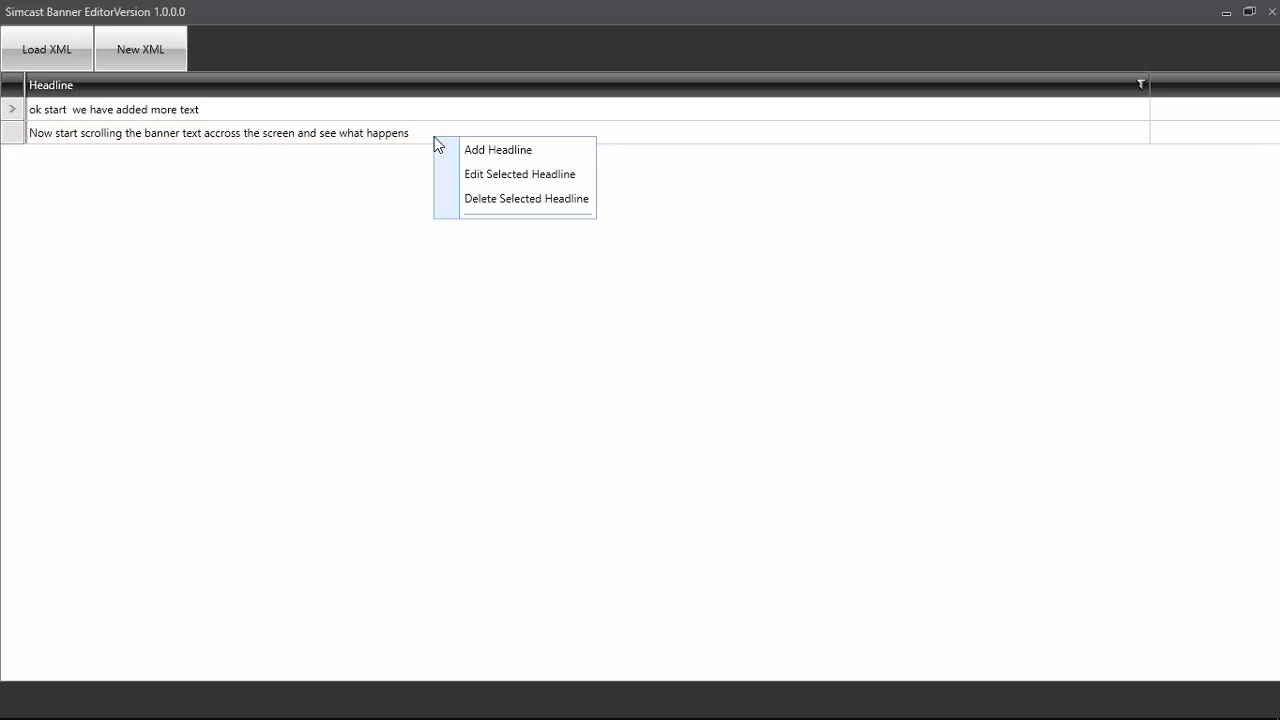 Simcast Banner EditorVersion 1.0.0.0
Load XML
New XML
Headline
ok start  we have added more text
Now start scrolling the banner text accross the screen and see what happens
Add Headline
Edit Selected Headline
Delete Selected Headline